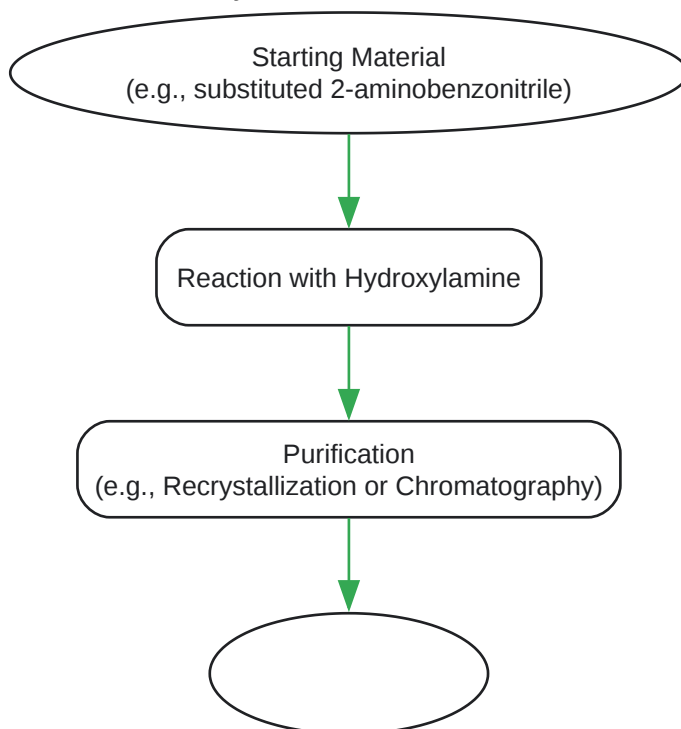 Starting Material
(e.g., substituted 2-aminobenzonitrile)
Reaction with Hydroxylamine
Purification
(e.g., Recrystallization or Chromatography)